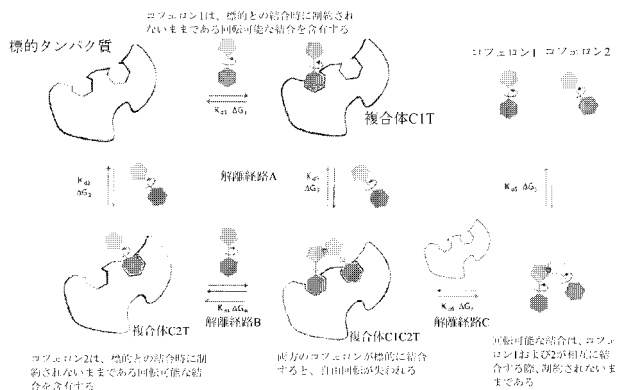 コフェロン1は、標的との結合時に制約され
ないままである回転可能な結合を含有する
標的タンパク質
コフェロン1 コフェロン2
複合体C1T
Kd1 ΔG1
Kd2
ΔG2
解離経路A
ΔG3
ΔG5
複合体C2T
Kd4 ΔG4
解離経路B
複合体C1C2T
解離経路C
コフェロン2は、標的との結合時に制
約されないままである回転可能な結
合を含有する
両方のコフェロンが標的に結合
すると、自由回転が失われる
回転可能な結合は、コフェロ
ン1および2が相互に結
合する際、制約されないま
まである